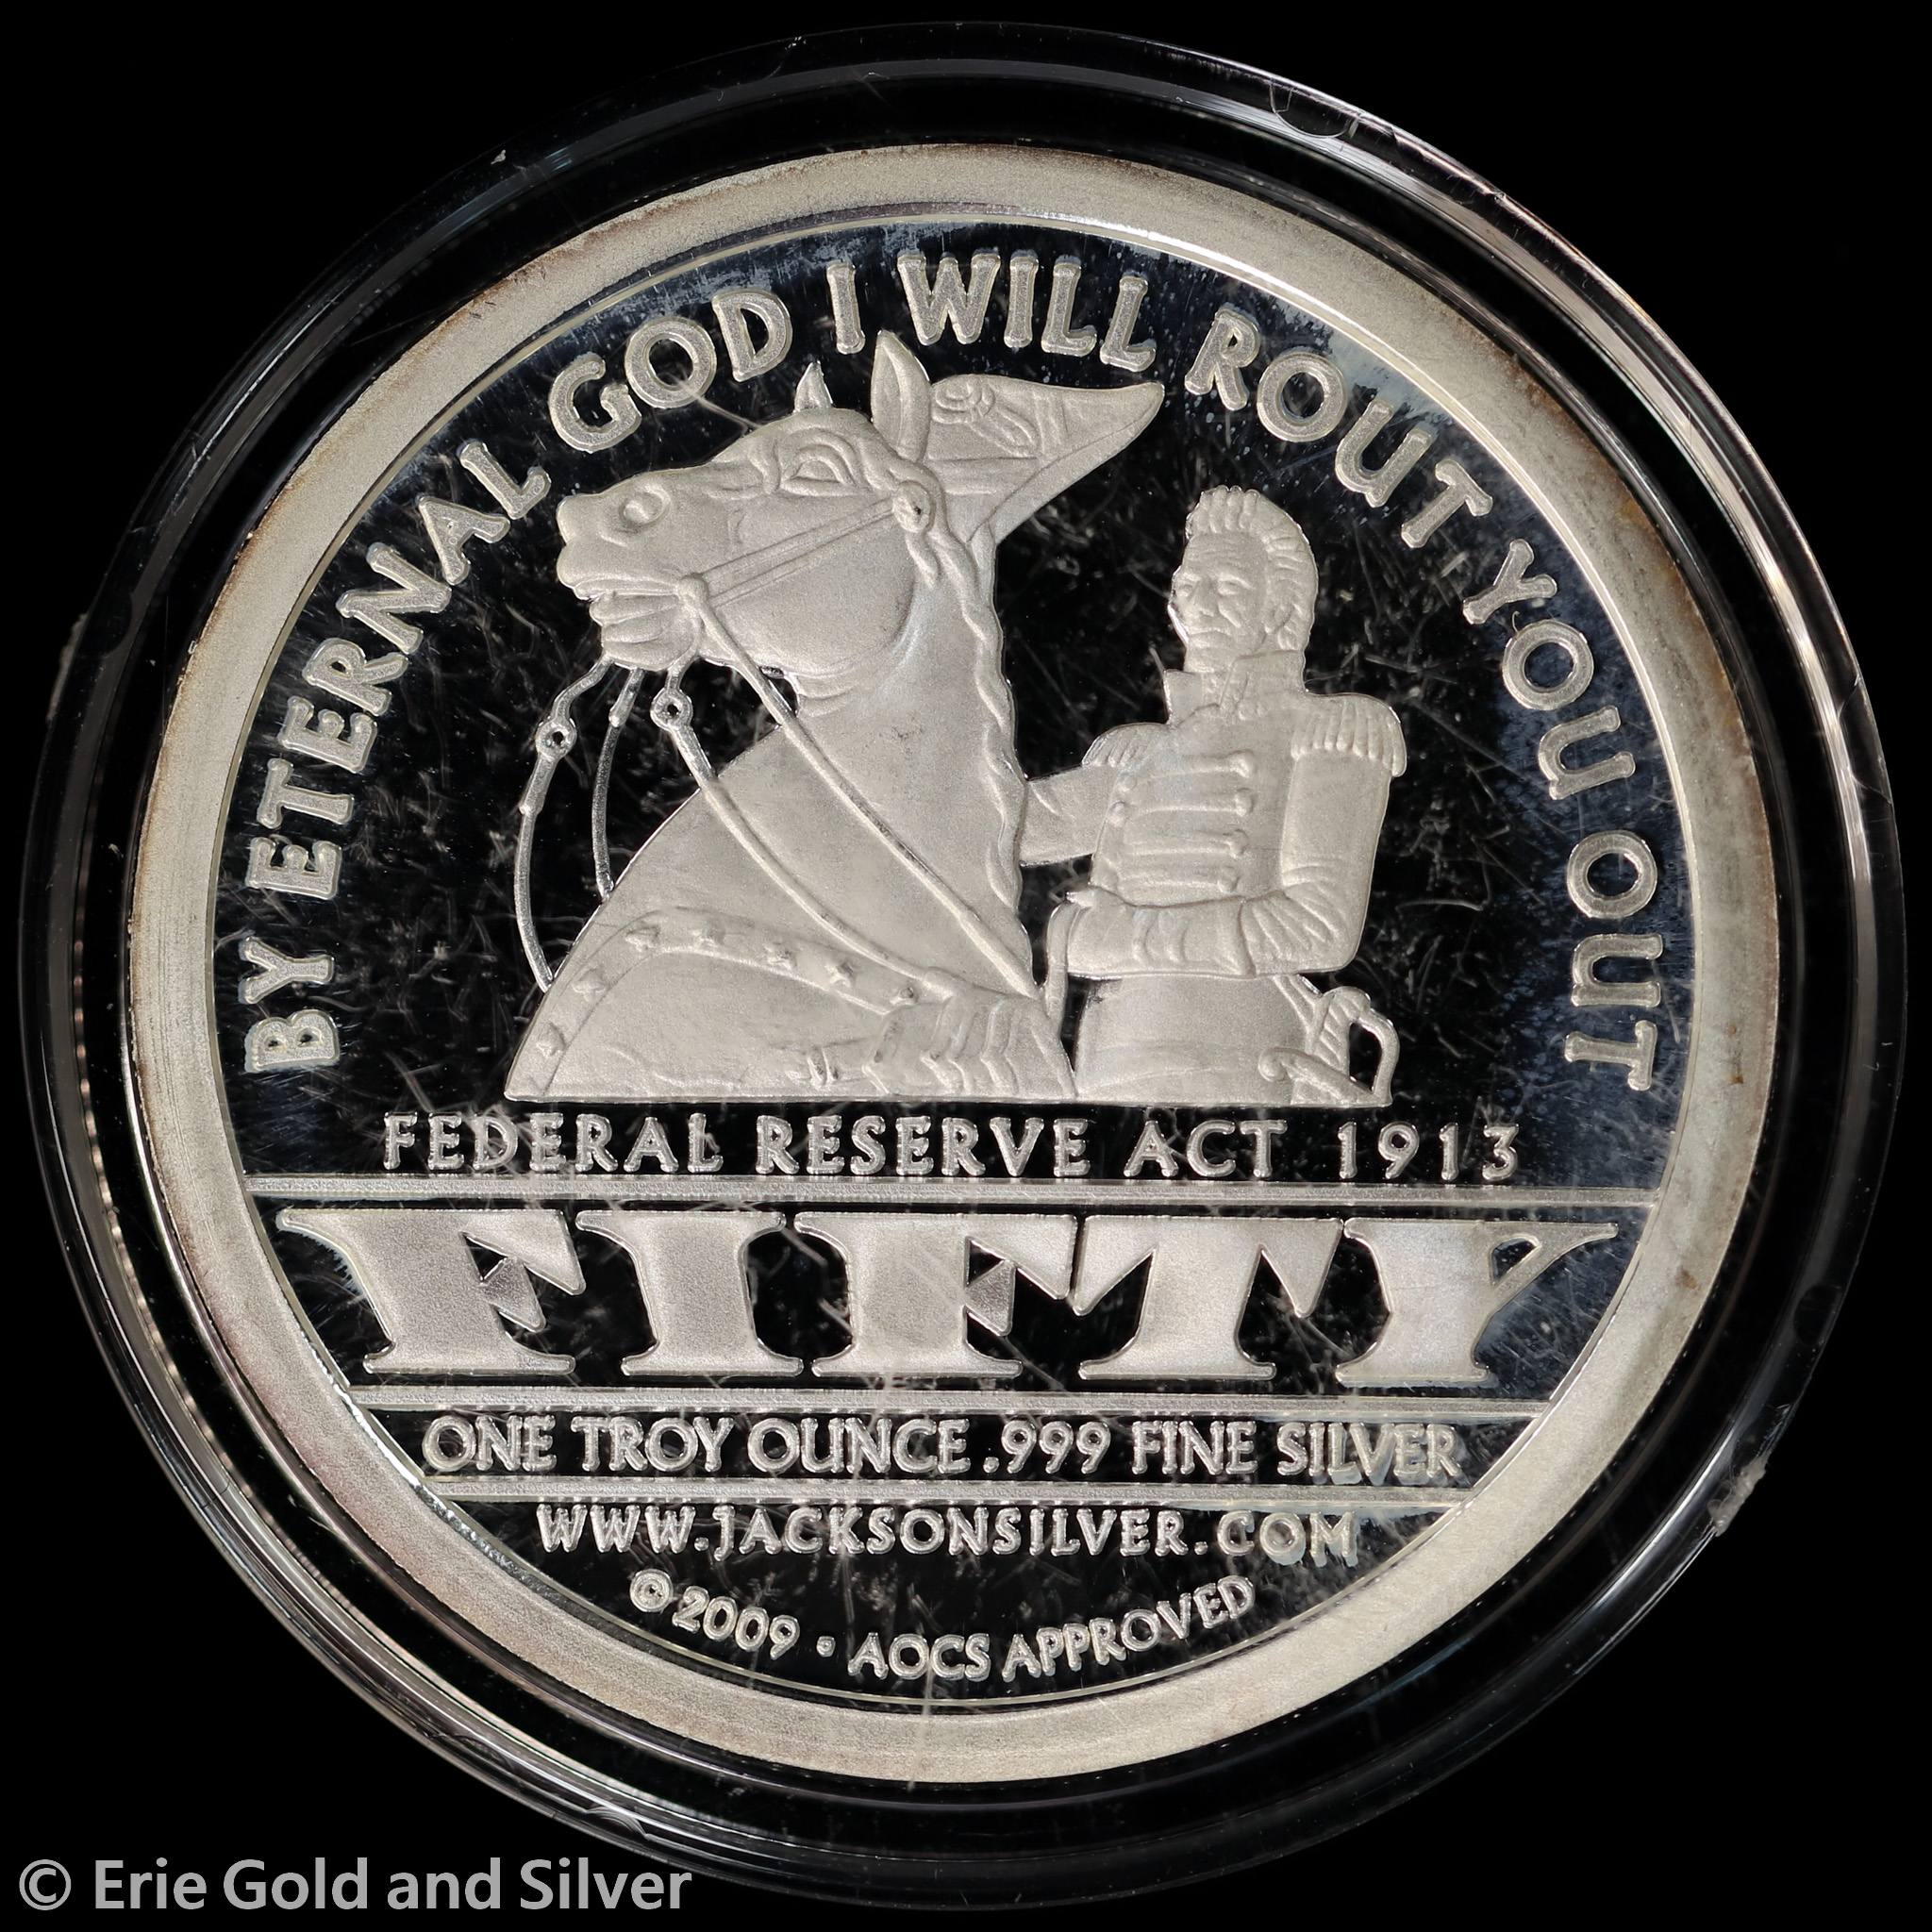 BY ETERNAL GOD I WILL ROUT YOU OUT
FEDERAL RESERVE ACT 1913
FIFTY
ONE TROY OUNCE .999 FINE SILVER
WWW.JACKSONSILVER.COM
© 2009 • AOCS APPROVED
© Erie Gold and Silver